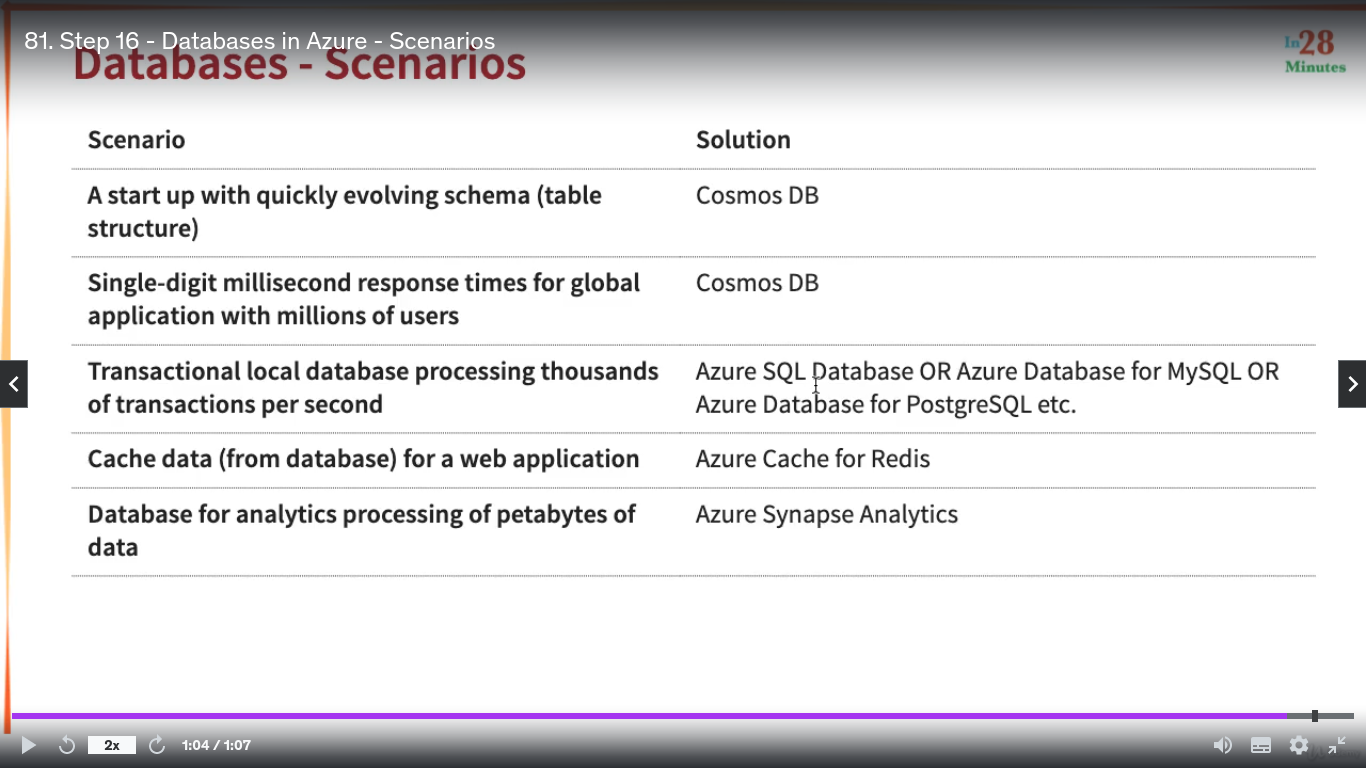 81. Step 16 - Databases in Azure - Scenarios
Databases - Scenarios
In28
Minutes
Scenario
Solution
A start up with quickly evolving schema (table
structure)
Cosmos DB
Single-digit millisecond response times for global
application with millions of users
Cosmos DB
Transactional local database processing thousands
of transactions per second
Azure SQL Database OR Azure Database for MySQL OR
Azure Database for PostgreSQL etc.
Cache data (from database) for a web application
Azure Cache for Redis
Database for analytics processing of petabytes of
data
Azure Synapse Analytics
2x
1:04 / 1:07